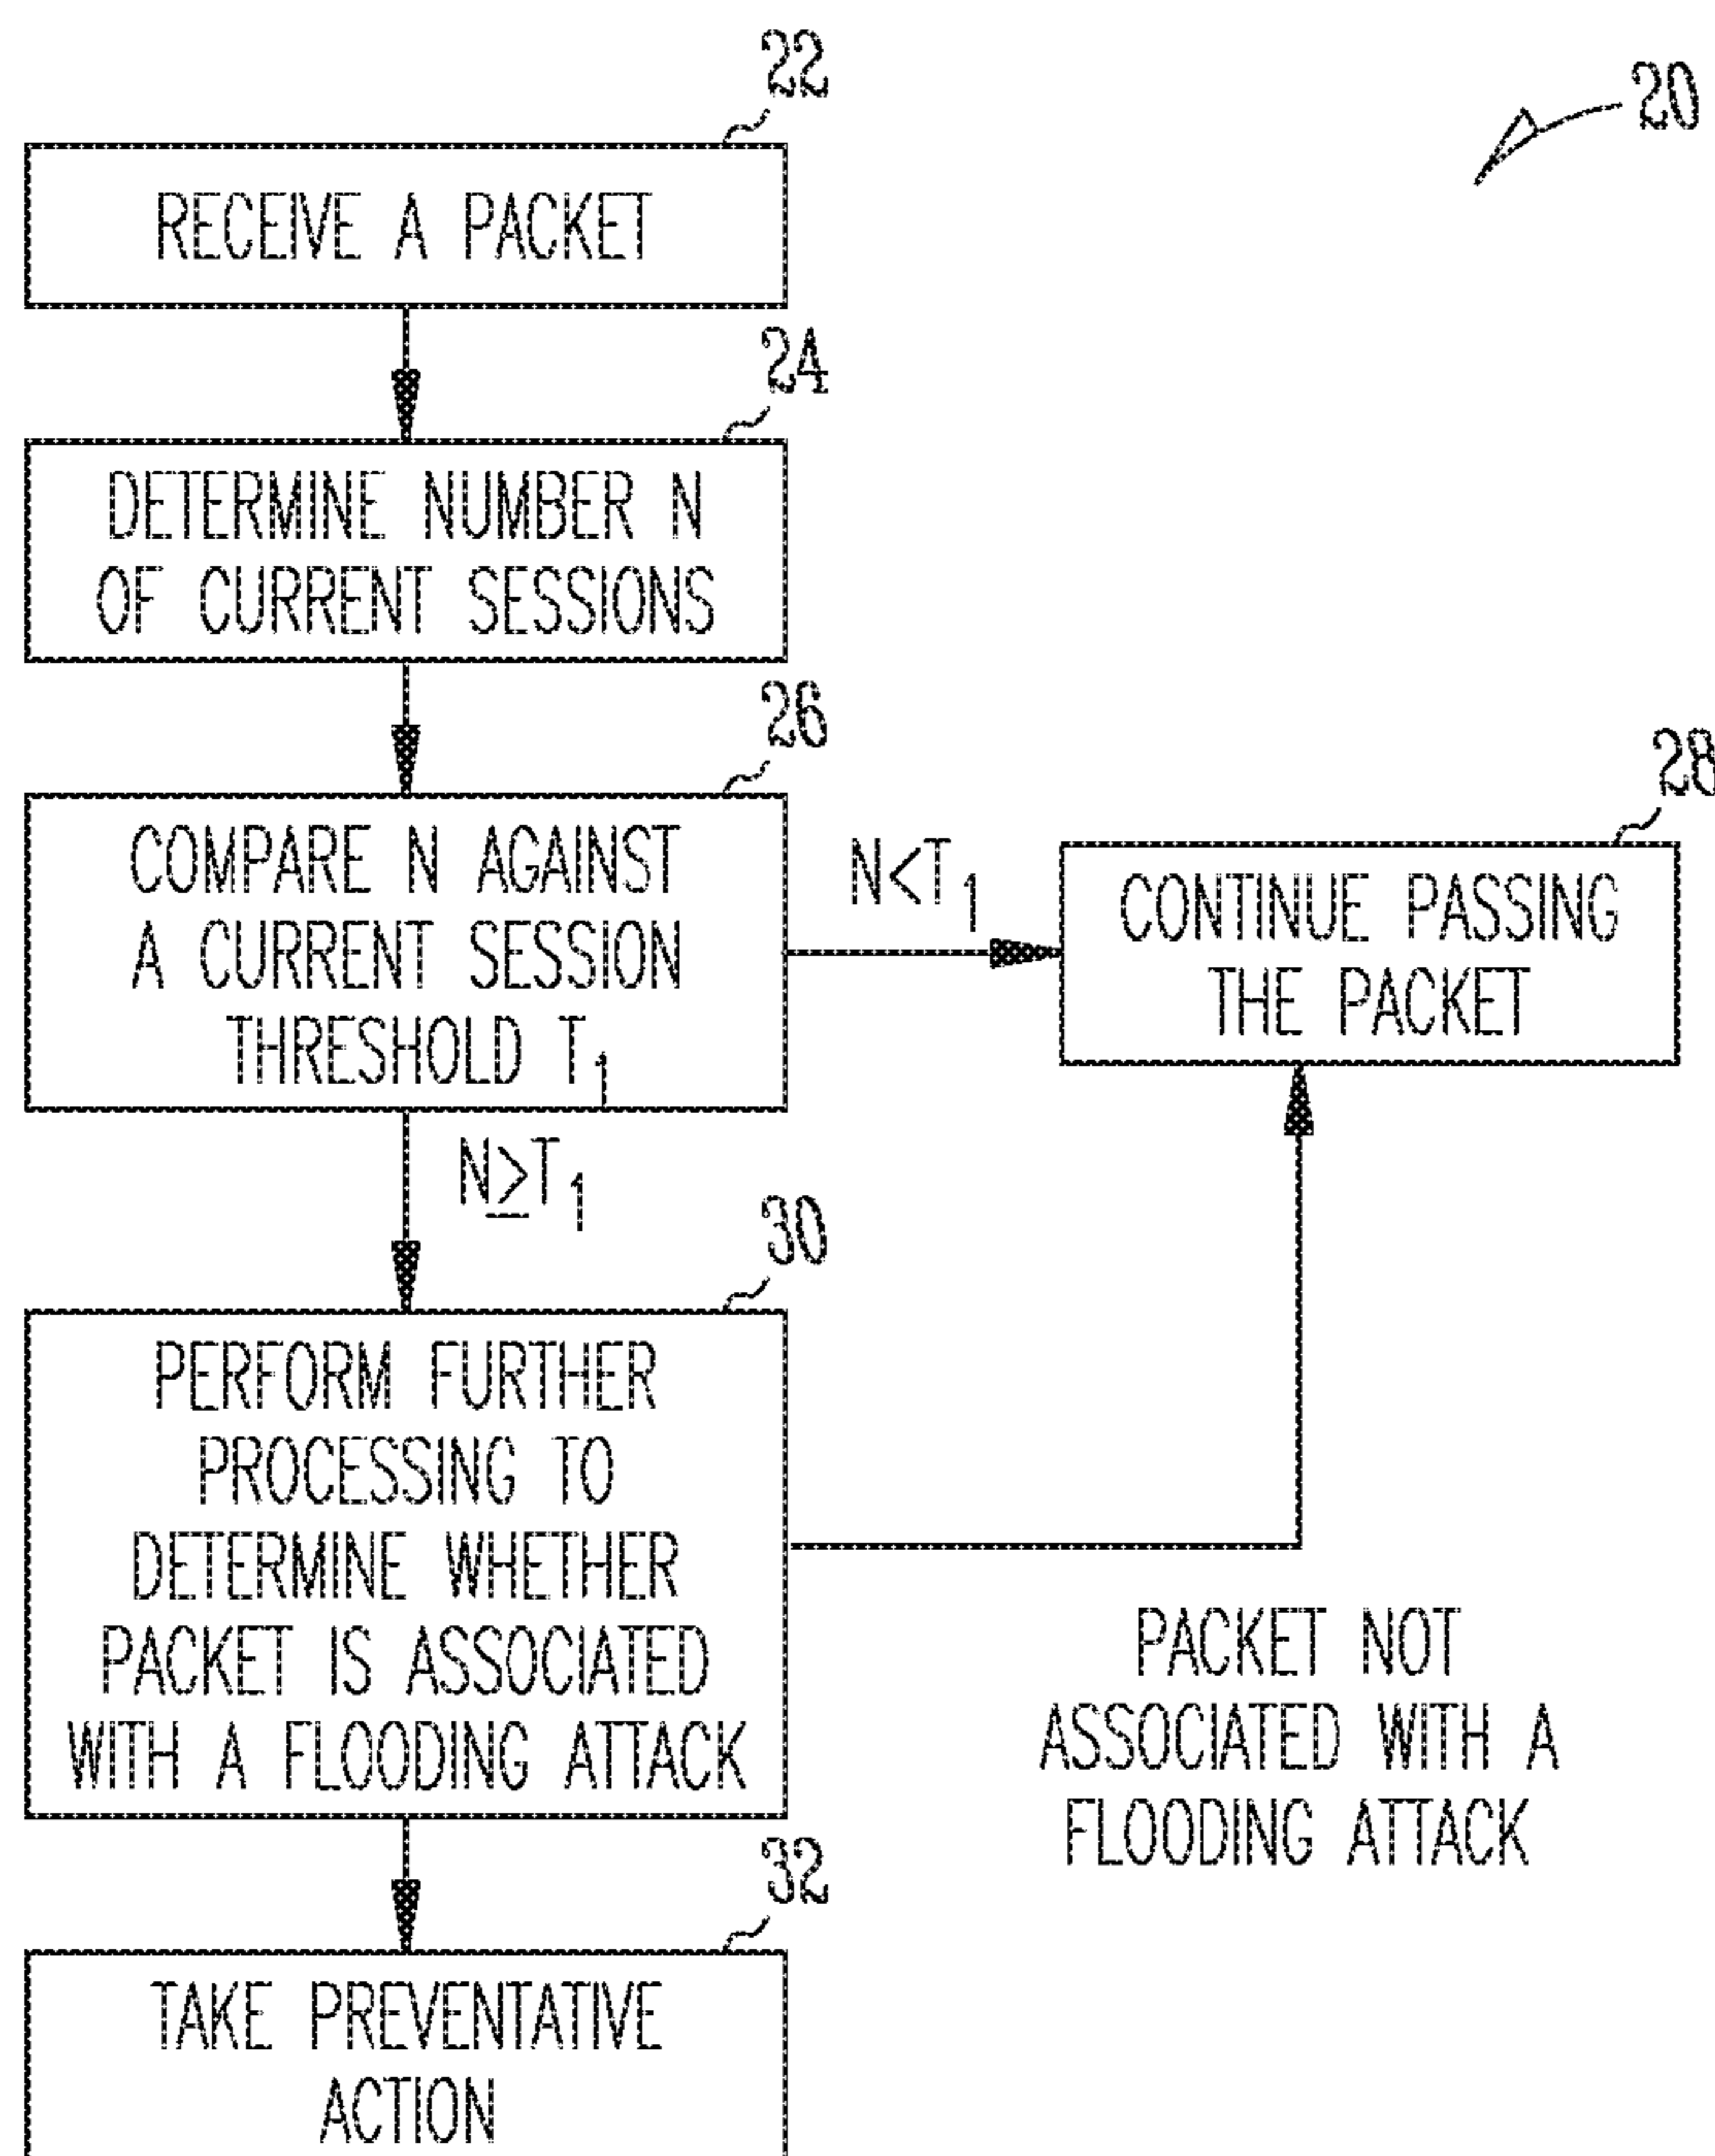 22
20
RECEIVE A PACKET
24
DETERMINE NUMBER N
OF CURRENT SESSIONS
26
COMPARE N AGAINST
A CURRENT SESSION
THRESHOLD T1
N<T1
28
CONTINUE PASSING
THE PACKET
N≥T1
30
PERFORM FURTHER
PROCESSING TO
DETERMINE WHETHER
PACKET IS ASSOCIATED
WITH A FLOODING ATTACK
PACKET NOT
ASSOCIATED WITH A
FLOODING ATTACK
32
TAKE PREVENTATIVE
ACTION